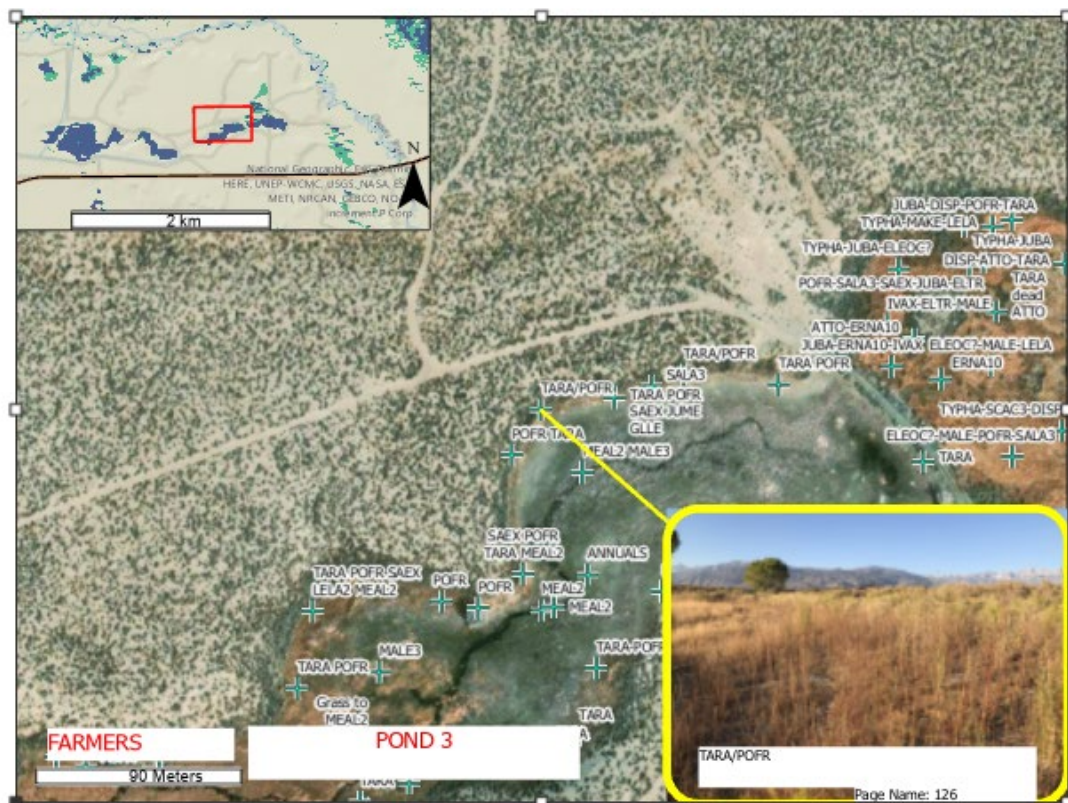 National Geographic
HERE, UNEP-WCMC, USGS, NASA, ES
METI, NRCAN, GEBCO, NO
increment P Corp
N
2 km
JUBA-DISP-POFR-TARA
TYPHA-MAKE-LELA
TYPHA-JUBA
TYPHA-JUBA-ELEOC?
DISP-ATTO-TARA
POFR-SALA3-SAEX-JUBA-ELTR
TARA
dead
ATTO
IVAX-ELTR-MALE
ATTO-ERNA10
JUBA-ERNA10-IVAX
ELEOC?-MALE-LELA
ERNA10
TARA/POFR
TARA POFR
SALA3
TARA/POFR
TARA POFR
SAEX JUME
GLLE
TYPHA-SCAC3-DISP
ELEOC?-MALE-POFR-SALA3
TARA
POFR TARA
MEAL2 MALE3
SAEX POFR
TARA MEAL2
ANNUALS
TARA POFR SAEX
LELA2 MEAL2
POFR
POFR
MEAL2
MEAL2
MALE3
TARA POFR
TARA-POFR
Grass to
MEAL2
TARA
FARMERS
POND 3
90 Meters
TARA
TARA/POFR
Page Name: 126